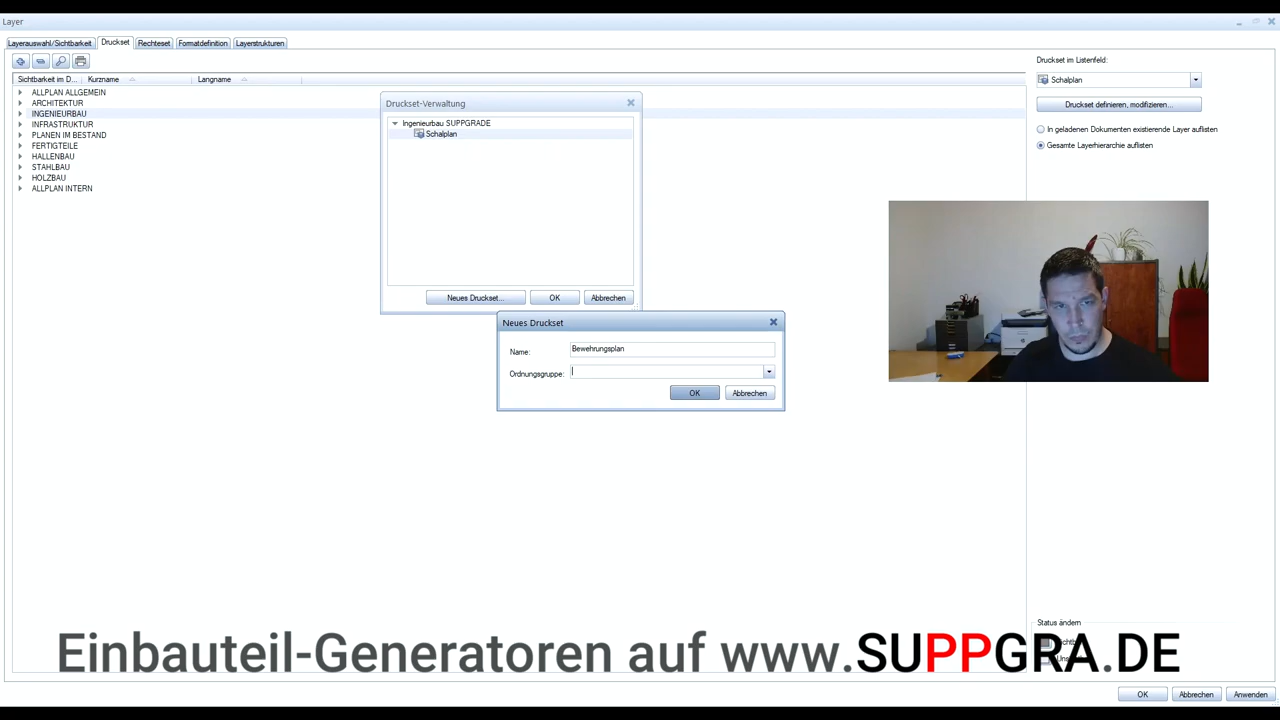 Layer
Layerauswahl/Sichtbarkeit
Druckset
Rechteset
Formatdefinition
Layerstrukturen
Sichtbarkeit im D...
Kurzname
Langname
ALLPLAN ALLGEMEIN
ARCHITEKTUR
INGENIEURBAU
INFRASTRUKTUR
PLANEN IM BESTAND
FERTIGTEILE
HALLENBAU
STAHLBAU
HOLZBAU
ALLPLAN INTERN
Druckset-Verwaltung
Ingenieurbau SUPPGRADE
Schalplan
Neues Druckset...
OK
Abbrechen
Neues Druckset
Name:
Bewehrungsplan
Ordnungsgruppe:
OK
Abbrechen
Druckset im Listenfeld:
Schalplan
Druckset definieren, modifizieren...
In geladenen Dokumenten existierende Layer auflisten
Gesamte Layerhierarchie auflisten
Status ändern
Einbauteil-Generatoren auf www.SUPPGRA.DE
OK
Abbrechen
Anwenden